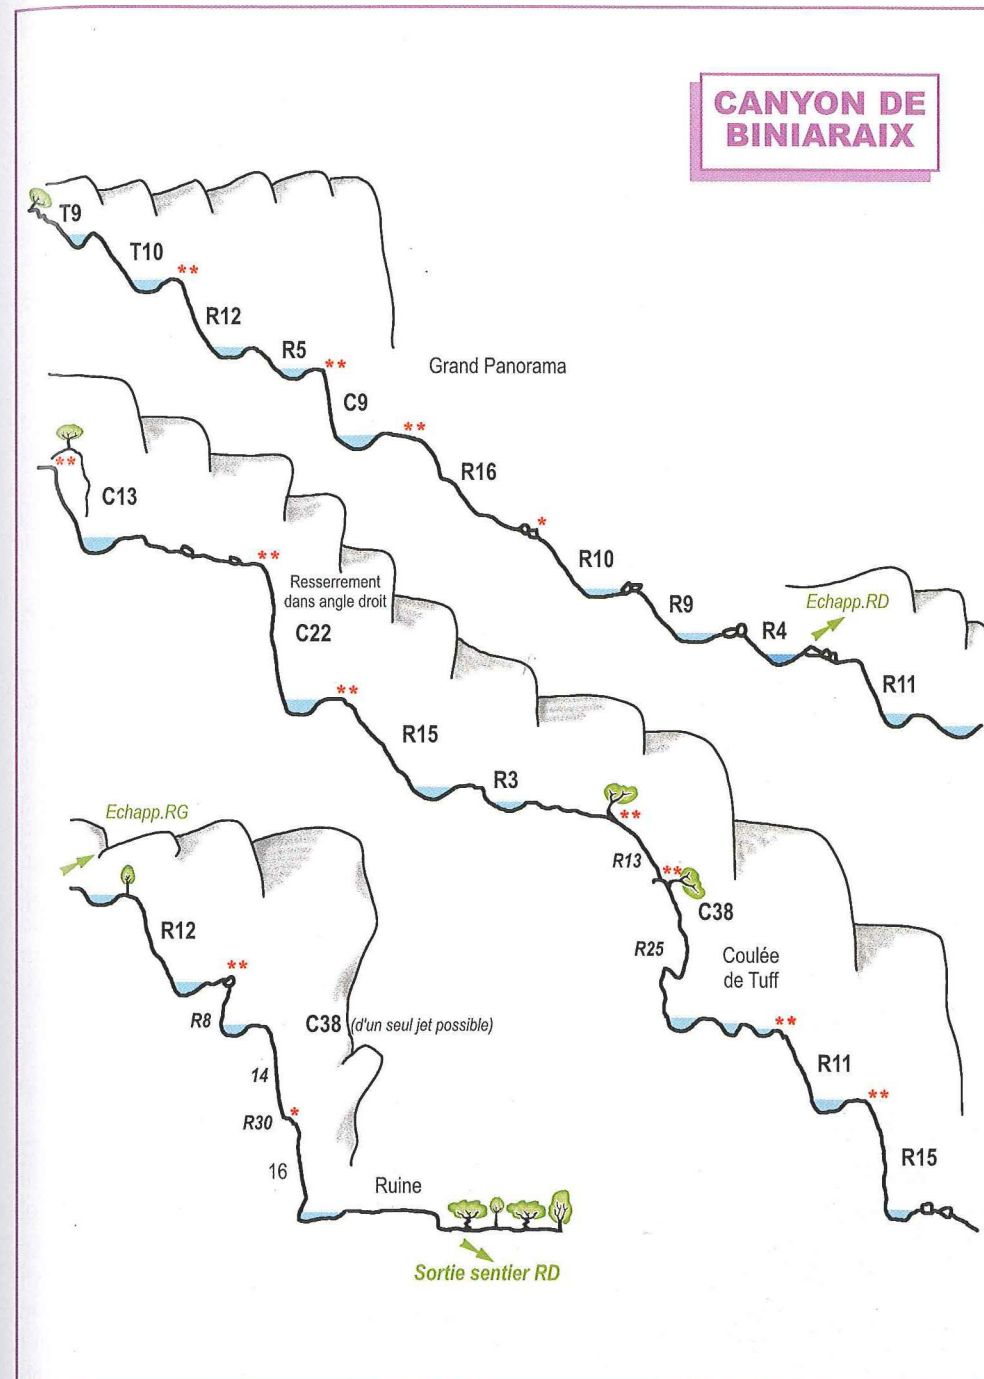 CANYON DE
BINIARAIX
T9
T10
**
R12
R5
**
C9
Grand Panorama
**
R16
*
R10
R9
R4
Echapp.RD
R11
**
C13
**
Resserrement
dans angle droit
C22
**
R15
R3
**
R13
**
C38
R25
Coulée
de Tuff
**
R11
**
R15
Echapp.RG
R12
**
R8
C38 (d'un seul jet possible)
14
R30
*
16
Ruine
Sortie sentier RD